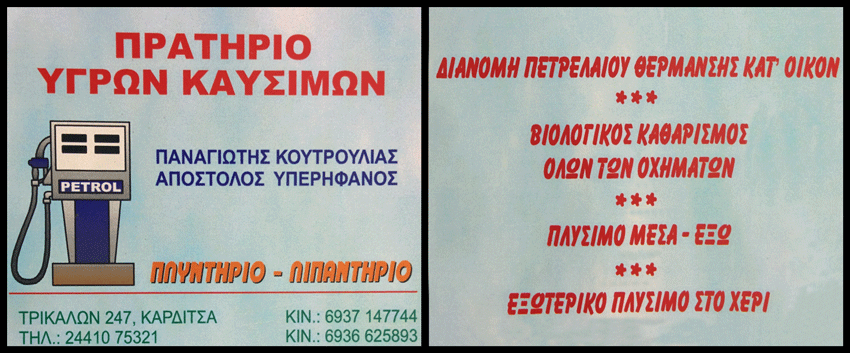 ΠΡΑΤΗΡΙΟ
ΥΓΡΩΝ ΚΑΥΣΙΜΩΝ
ΠΑΝΑΓΙΩΤΗΣ ΚΟΥΤΡΟΥΛΙΑΣ
ΑΠΟΣΤΟΛΟΣ ΥΠΕΡΗΦΑΝΟΣ
PETROL
ΠΛΥΝΤΗΡΙΟ - ΛΙΠΑΝΤΗΡΙΟ
ΤΡΙΚΑΛΩΝ 247, ΚΑΡΔΙΤΣΑ
ΤΗΛ.: 24410 75321
ΚΙΝ.: 6937 147744
ΚΙΝ.: 6936 625893
ΔΙΑΝΟΜΗ ΠΕΤΡΕΛΑΙΟΥ ΘΕΡΜΑΝΣΗΣ ΚΑΤ' ΟΙΚΟΝ
***
ΒΙΟΛΟΓΙΚΟΣ ΚΑΘΑΡΙΣΜΟΣ
ΟΛΩΝ ΤΩΝ ΟΧΗΜΑΤΩΝ
***
ΠΛΥΣΙΜΟ ΜΕΣΑ - ΕΞΩ
***
ΕΞΩΤΕΡΙΚΟ ΠΛΥΣΙΜΟ ΣΤΟ ΧΕΡΙ